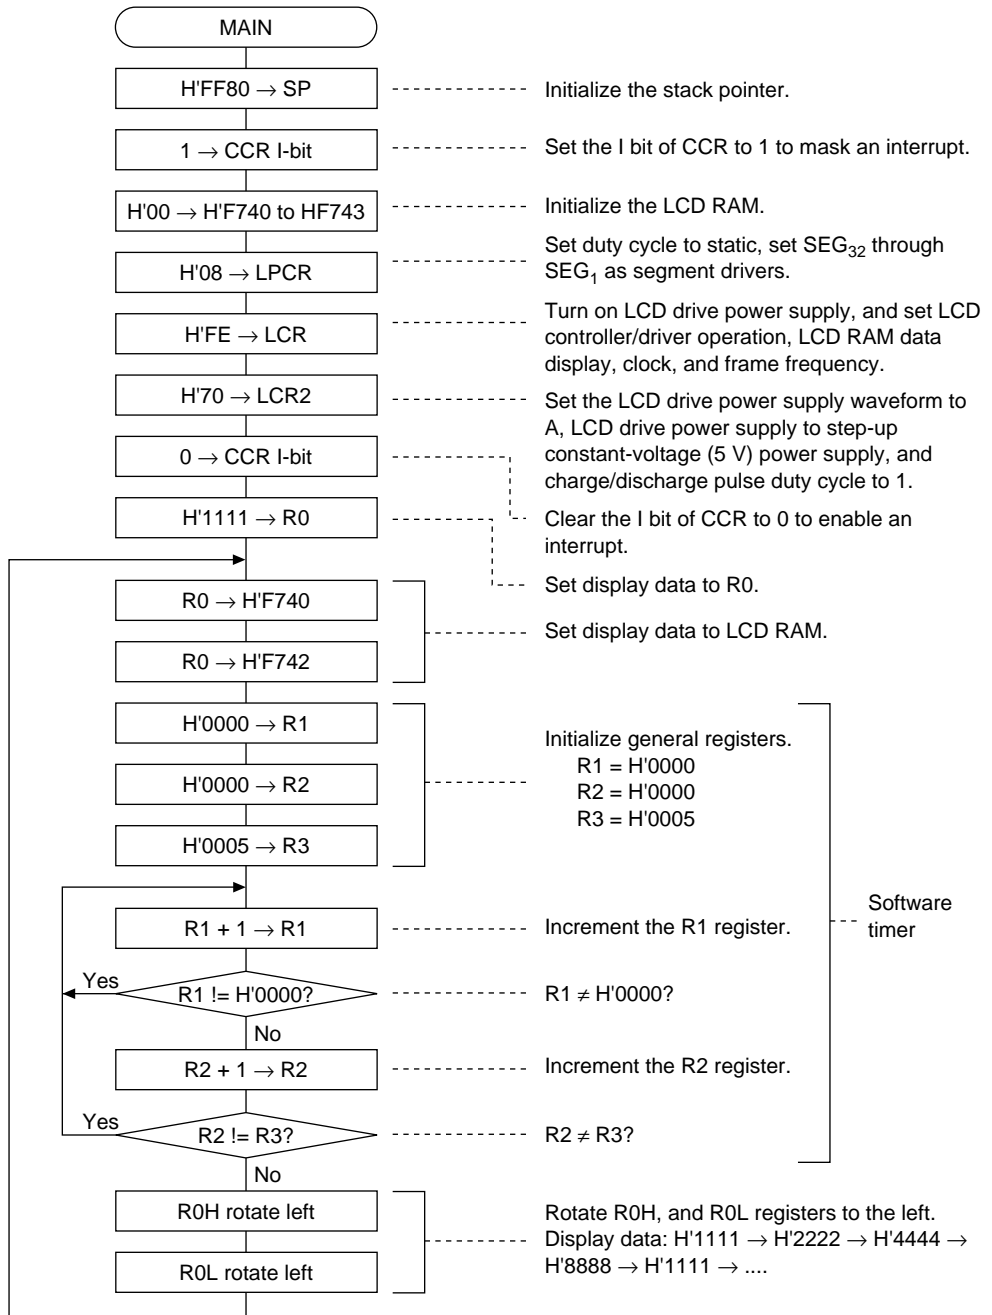 MAIN
H'FF80 → SP
Initialize the stack pointer.
1 → CCR I-bit
Set the I bit of CCR to 1 to mask an interrupt.
H'00 → H'F740 to HF743
Initialize the LCD RAM.
H'08 → LPCR
Set duty cycle to static, set SEG32 through
SEG1 as segment drivers.
H'FE → LCR
Turn on LCD drive power supply, and set LCD
controller/driver operation, LCD RAM data
display, clock, and frame frequency.
H'70 → LCR2
Set the LCD drive power supply waveform to
A, LCD drive power supply to step-up
constant-voltage (5 V) power supply, and
charge/discharge pulse duty cycle to 1.
0 → CCR I-bit
Clear the I bit of CCR to 0 to enable an
interrupt.
H'1111 → R0
Set display data to R0.
R0 → H'F740
R0 → H'F742
Set display data to LCD RAM.
H'0000 → R1
H'0000 → R2
H'0005 → R3
Initialize general registers.
R1 = H'0000
R2 = H'0000
R3 = H'0005
Software
timer
R1 + 1 → R1
Increment the R1 register.
Yes
R1 != H'0000?
R1 ≠ H'0000?
No
R2 + 1 → R2
Increment the R2 register.
Yes
R2 != R3?
R2 ≠ R3?
No
R0H rotate left
R0L rotate left
Rotate R0H, and R0L registers to the left.
Display data: H'1111 → H'2222 → H'4444 →
H'8888 → H'1111 → ....